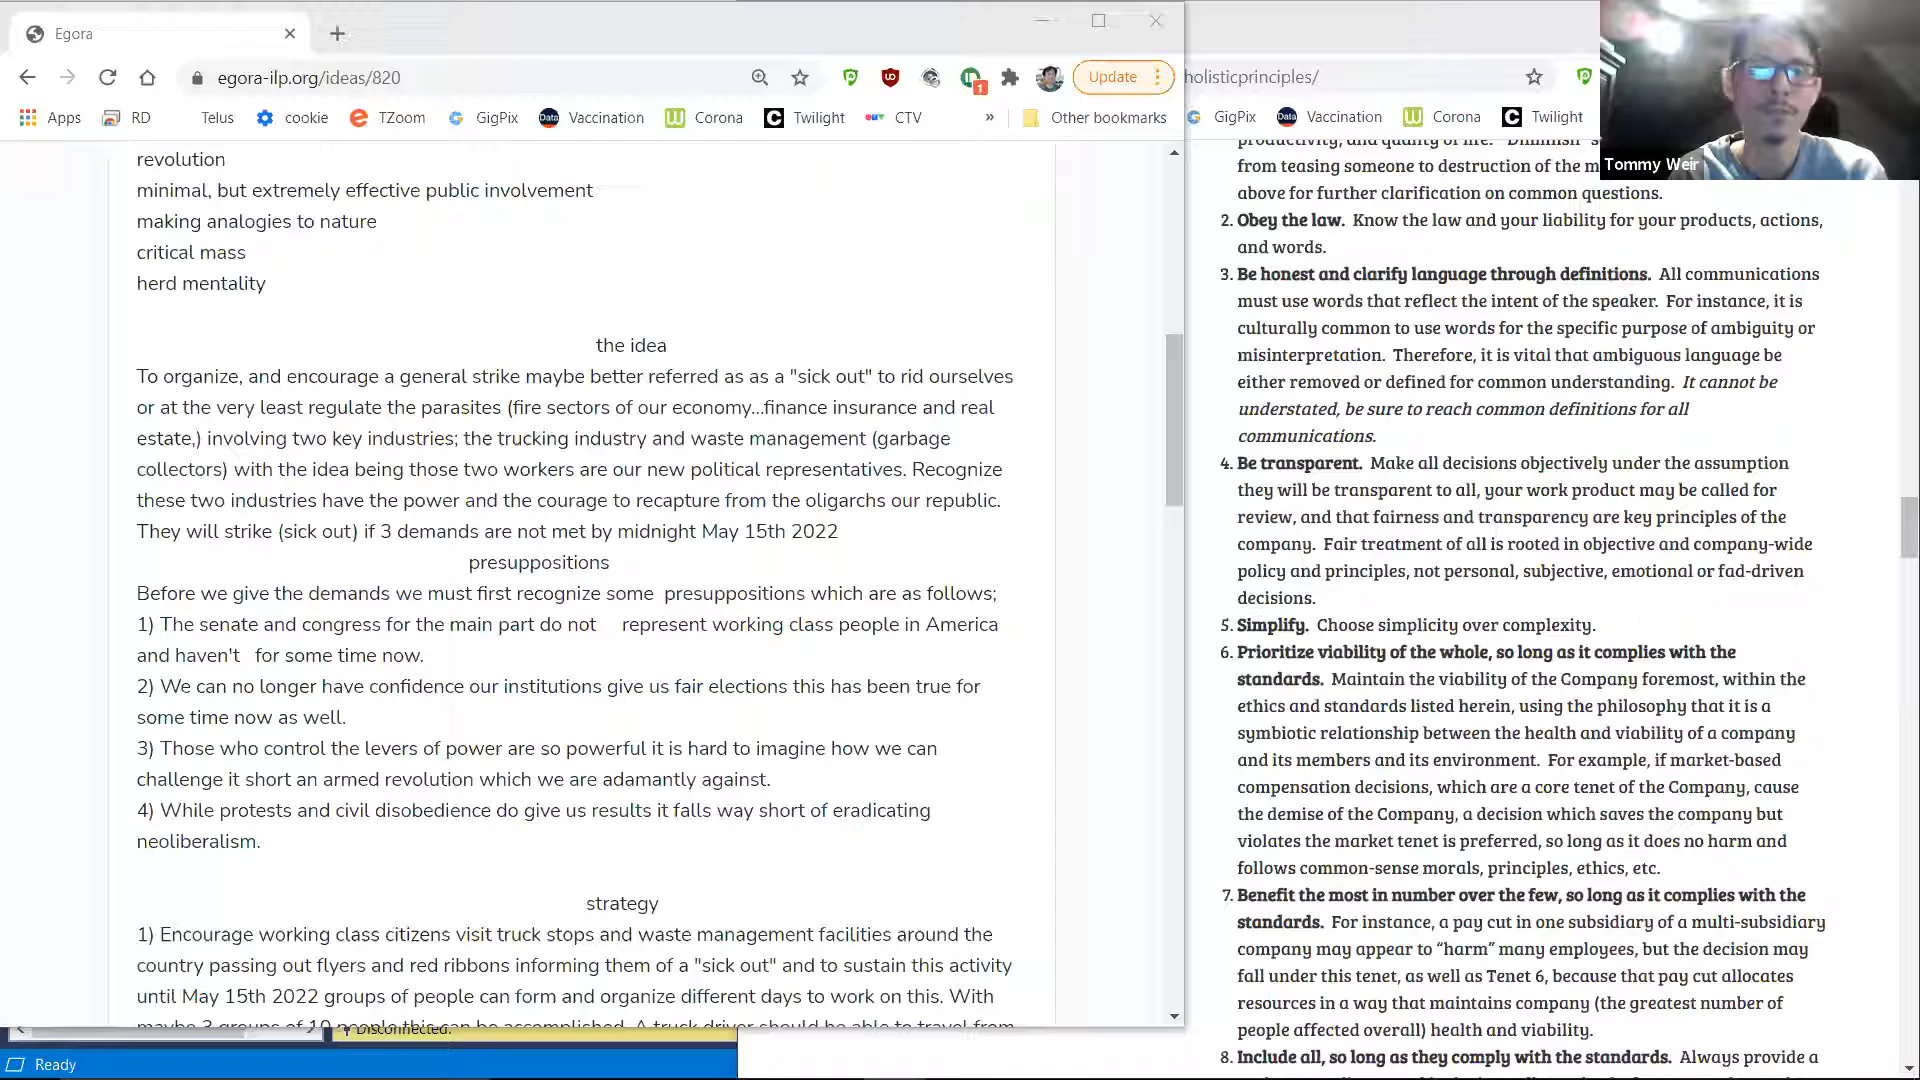 Egora
egora-ilp.org/ideas/820
Update
Apps RD Telus cookie TZoom GigPix Vaccination Corona Twilight CTV » Other bookmarks
revolution
minimal, but extremely effective public involvement
making analogies to nature
critical mass
herd mentality
the idea
To organize, and encourage a general strike maybe better referred as as a "sick out" to rid ourselves
or at the very least regulate the parasites (fire sectors of our economy...finance insurance and real
estate,) involving two key industries; the trucking industry and waste management (garbage
collectors) with the idea being those two workers are our new political representatives. Recognize
these two industries have the power and the courage to recapture from the oligarchs our republic.
They will strike (sick out) if 3 demands are not met by midnight May 15th 2022
presuppositions
Before we give the demands we must first recognize some presuppositions which are as follows;
1) The senate and congress for the main part do not represent working class people in America
and haven't for some time now.
2) We can no longer have confidence our institutions give us fair elections this has been true for
some time now as well.
3) Those who control the levers of power are so powerful it is hard to imagine how we can
challenge it short an armed revolution which we are adamantly against.
4) While protests and civil disobedience do give us results it falls way short of eradicating
neoliberalism.
strategy
1) Encourage working class citizens visit truck stops and waste management facilities around the
country passing out flyers and red ribbons informing them of a "sick out" and to sustain this activity
until May 15th 2022 groups of people can form and organize different days to work on this. With
maybe 3 groups of 10 people this can be accomplished. A truck driver should be able to travel from
Disconnected.
Ready
holisticprinciples/
GigPix Vaccination Corona Twilight
Tommy Weir
productivity, and quality of life. "Diminish"
from teasing someone to destruction of the
above for further clarification on common questions.
2. Obey the law. Know the law and your liability for your products, actions,
and words.
3. Be honest and clarify language through definitions. All communications
must use words that reflect the intent of the speaker. For instance, it is
culturally common to use words for the specific purpose of ambiguity or
misinterpretation. Therefore, it is vital that ambiguous language be
either removed or defined for common understanding. It cannot be
understated, be sure to reach common definitions for all
communications.
4. Be transparent. Make all decisions objectively under the assumption
they will be transparent to all, your work product may be called for
review, and that fairness and transparency are key principles of the
company. Fair treatment of all is rooted in objective and company-wide
policy and principles, not personal, subjective, emotional or fad-driven
decisions.
5. Simplify. Choose simplicity over complexity.
6. Prioritize viability of the whole, so long as it complies with the
standards. Maintain the viability of the Company foremost, within the
ethics and standards listed herein, using the philosophy that it is a
symbiotic relationship between the health and viability of a company
and its members and its environment. For example, if market-based
compensation decisions, which are a core tenet of the Company, cause
the demise of the Company, a decision which saves the company but
violates the market tenet is preferred, so long as it does no harm and
follows common-sense morals, principles, ethics, etc.
7. Benefit the most in number over the few, so long as it complies with the
standards. For instance, a pay cut in one subsidiary of a multi-subsidiary
company may appear to “harm” many employees, but the decision may
fall under this tenet, as well as Tenet 6, because that pay cut allocates
resources in a way that maintains company (the greatest number of
people affected overall) health and viability.
8. Include all, so long as they comply with the standards. Always provide a